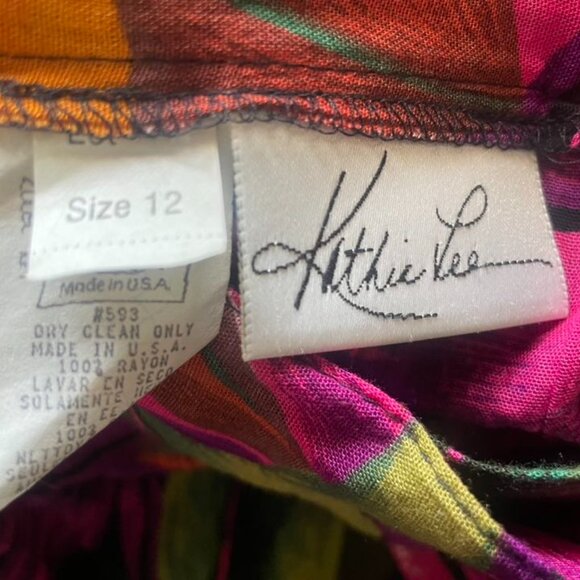 Size 12
Kathie Lee
Made in U.S.A.
#593
DRY CLEAN ONLY
MADE IN U.S.A.
100% RAYON
LAVAR EN SECO
SOLAMENTE
EN
100%